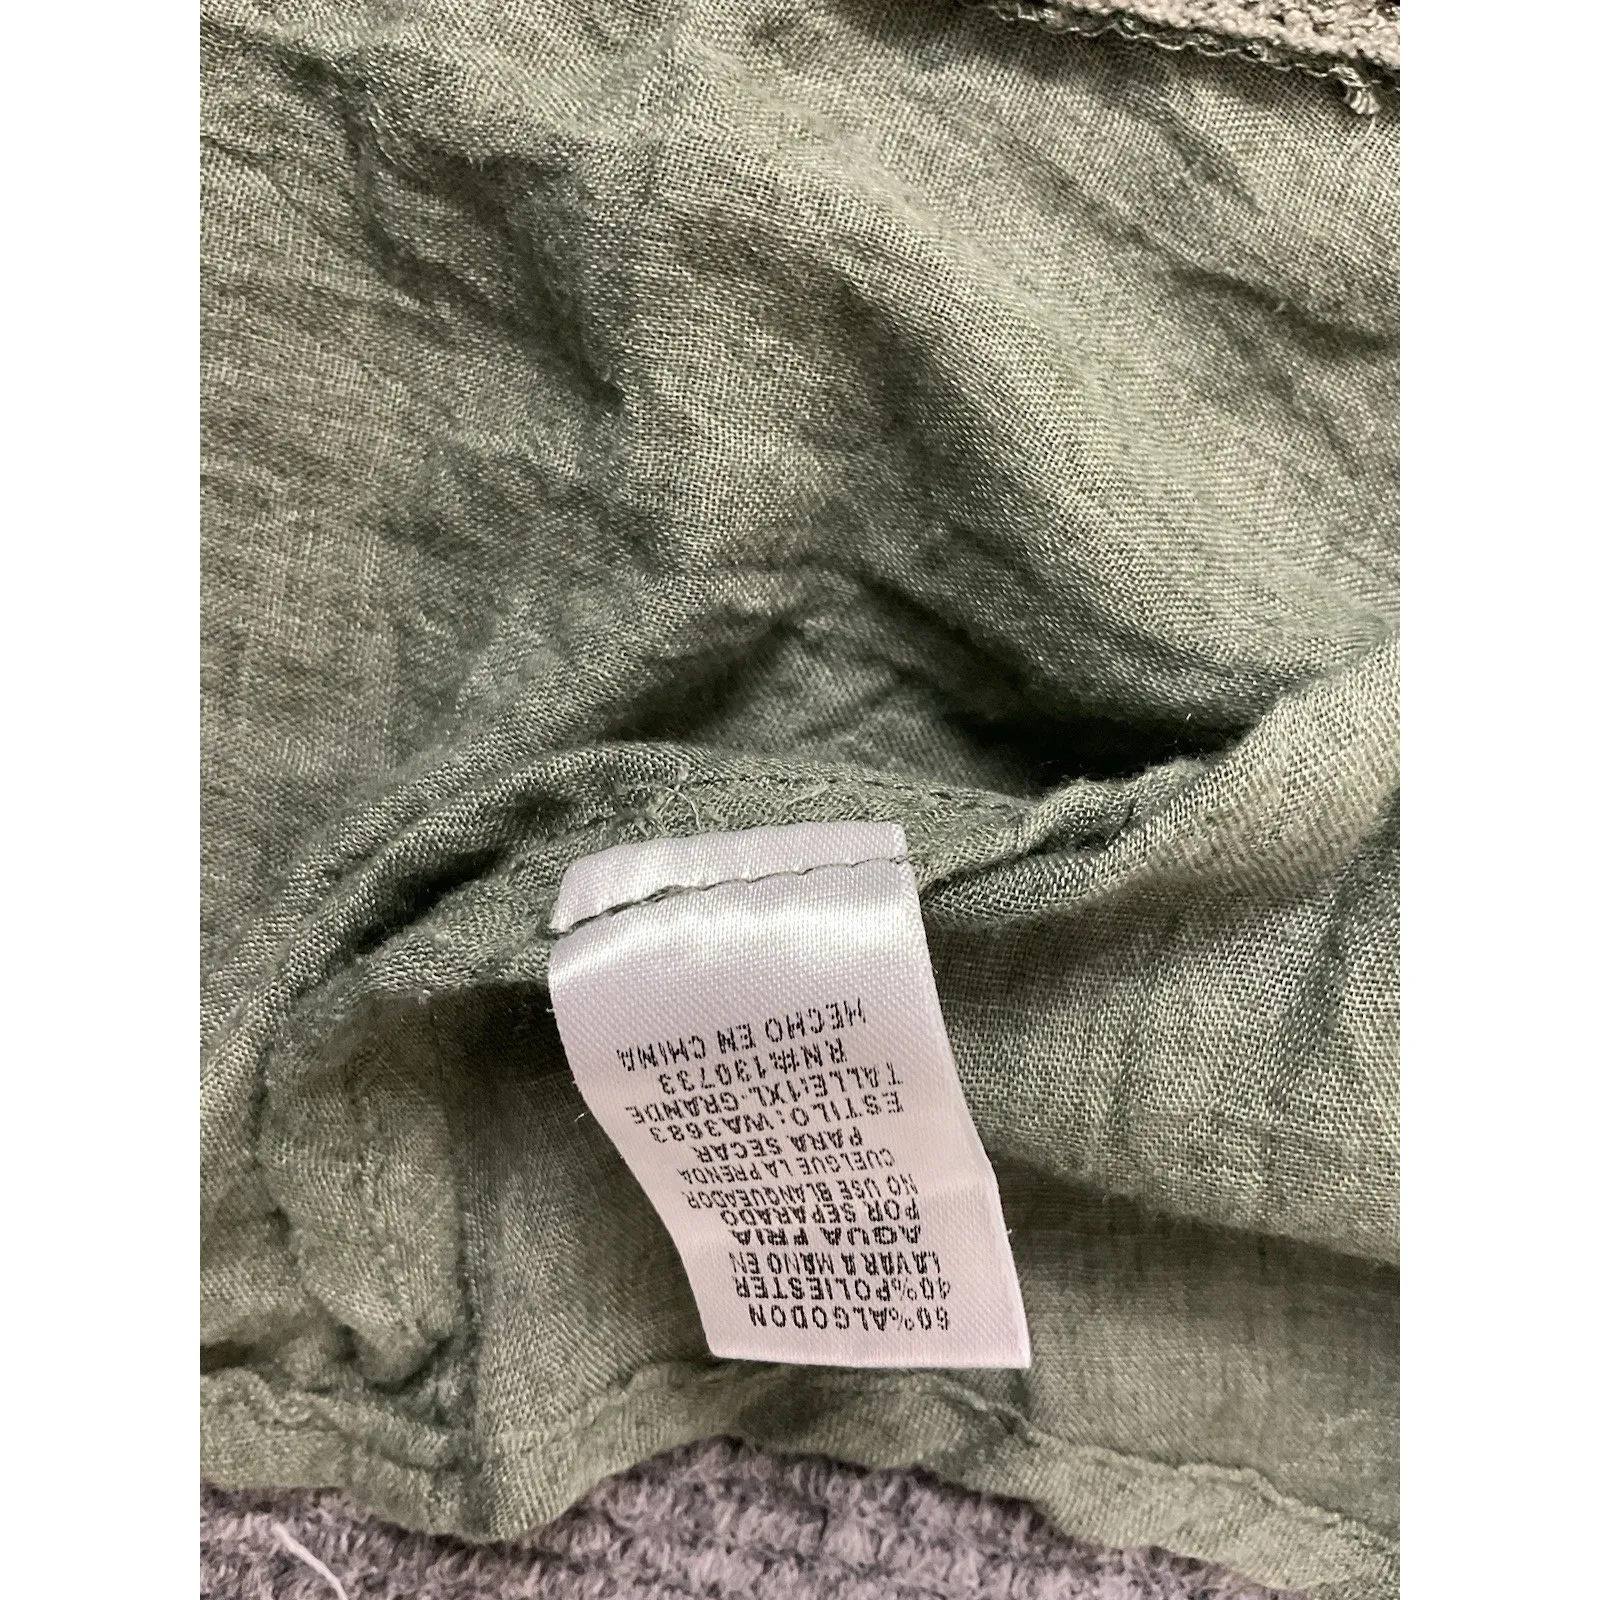 60%ALGODON
40%POLIESTER
LAVAR A MANO EN
AGUA FRIA
POR SEPARADO
NO USE BLANQUEADOR
CUELGUE LA PRENDA
PARA SECAR
ESTILO:WA3683
TALLE:1XL-GRANDE
RN#130733
HECHO EN CHINA